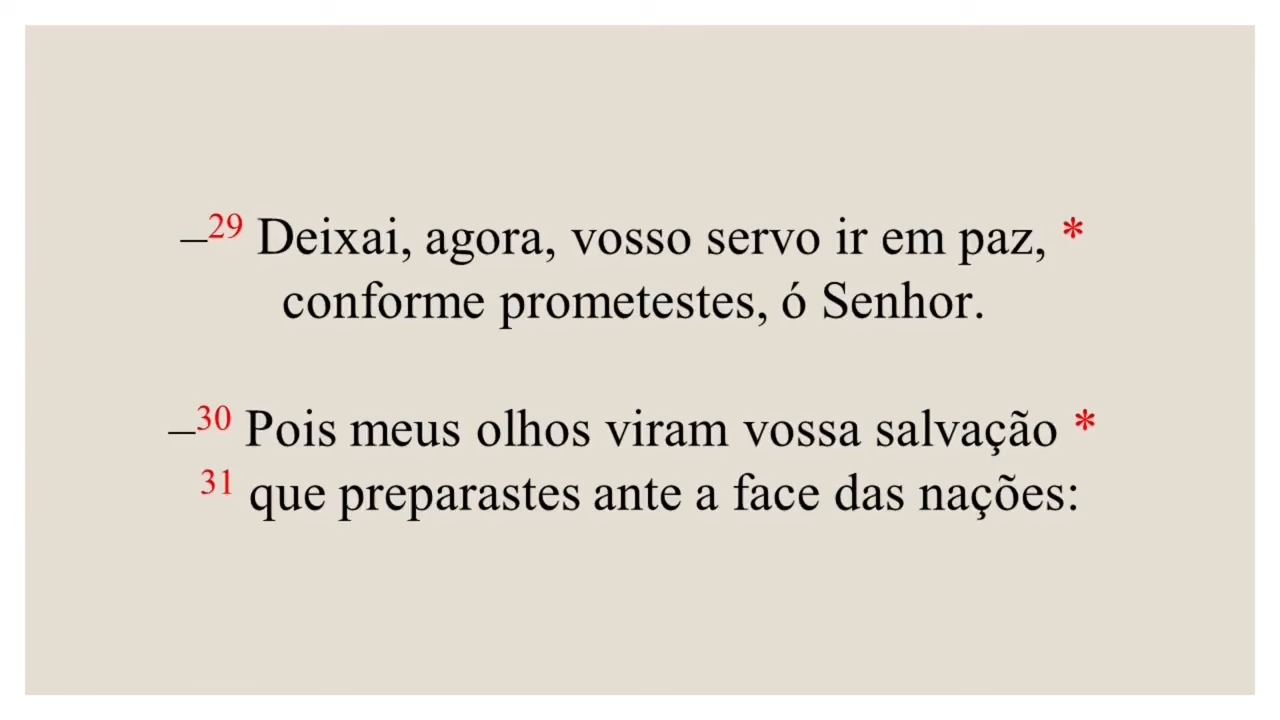 –29 Deixai, agora, vosso servo ir em paz, *
conforme prometestes, ó Senhor.
–30 Pois meus olhos viram vossa salvação *
31 que preparastes ante a face das nações: